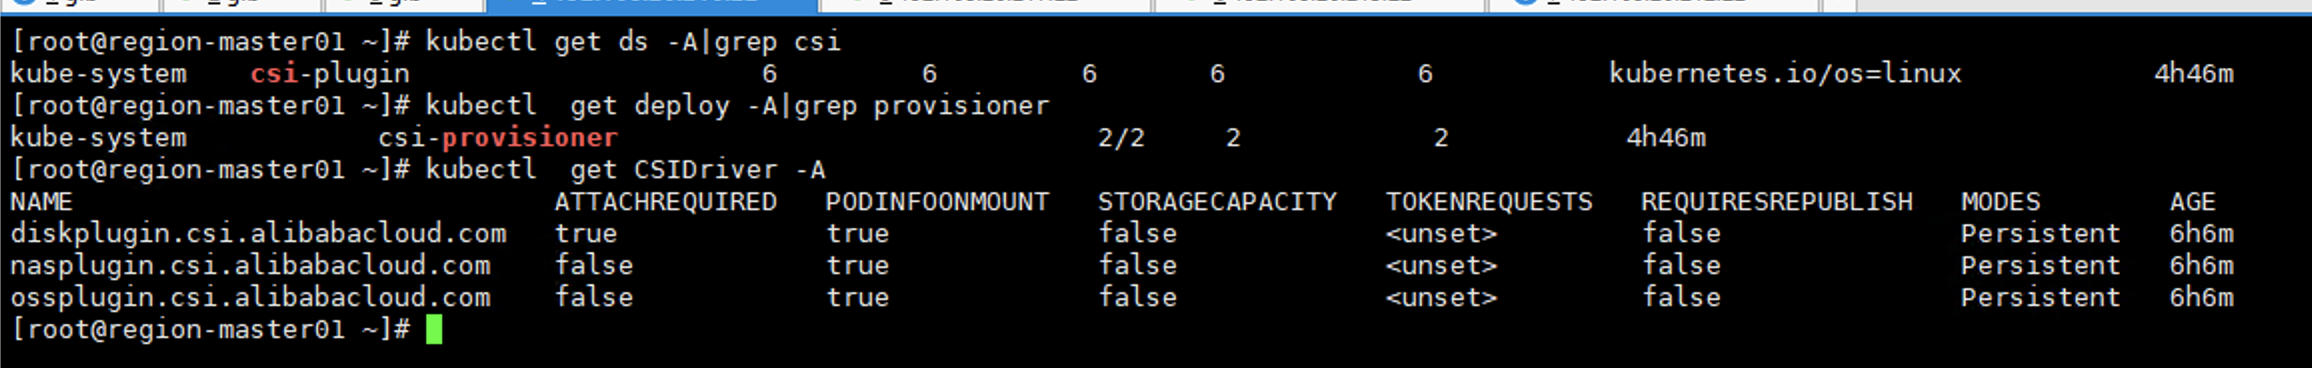 [root@region-master01 ~]# kubectl get ds -A|grep csi
kube-system    csi-plugin                      6         6         6       6            6           kubernetes.io/os=linux            4h46m
[root@region-master01 ~]# kubectl  get deploy -A|grep provisioner
kube-system            csi-provisioner                              2/2     2            2           4h46m
[root@region-master01 ~]# kubectl  get CSIDriver -A
NAME                              ATTACHREQUIRED   PODINFOONMOUNT   STORAGECAPACITY   TOKENREQUESTS   REQUIRESREPUBLISH   MODES        AGE
diskplugin.csi.alibabacloud.com   true             true             false             <unset>         false               Persistent   6h6m
nasplugin.csi.alibabacloud.com    false            true             false             <unset>         false               Persistent   6h6m
ossplugin.csi.alibabacloud.com    false            true             false             <unset>         false               Persistent   6h6m
[root@region-master01 ~]#